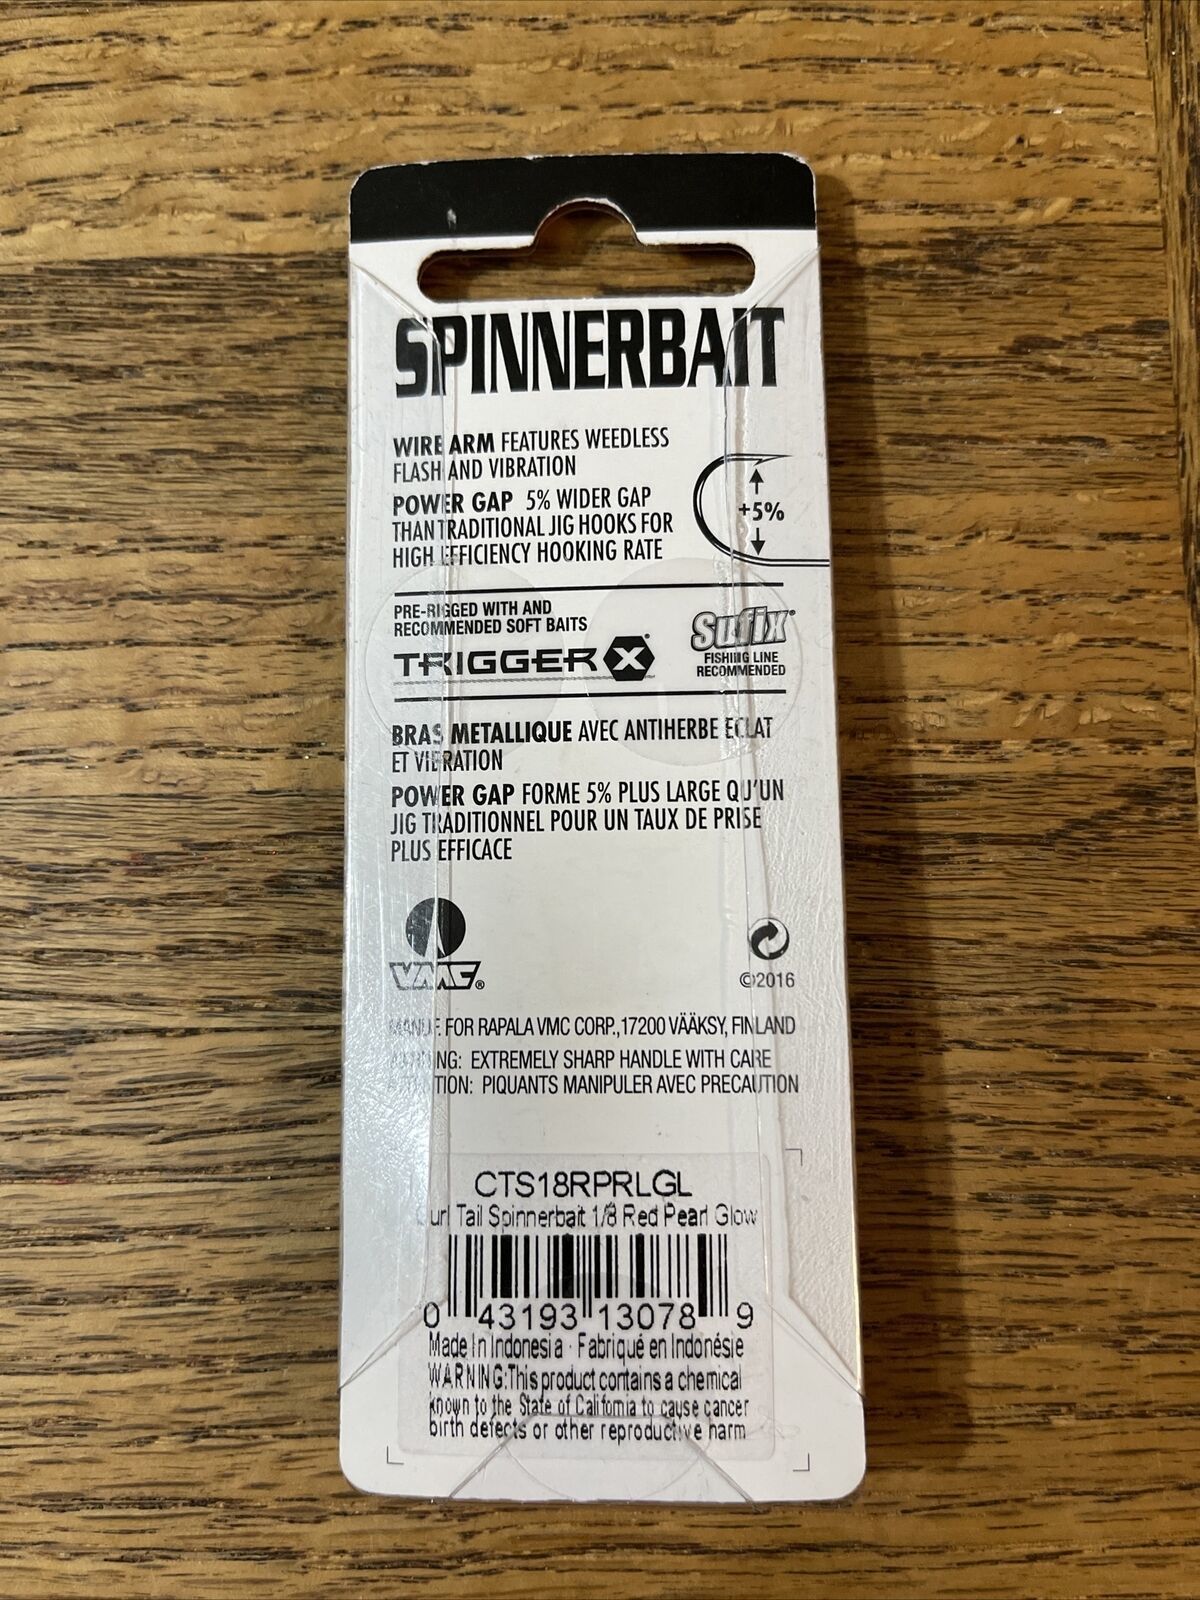 SPINNERBAIT
WIRE ARM FEATURES WEEDLESS
FLASH AND VIBRATION
POWER GAP 5% WIDER GAP
THAN TRADITIONAL JIG HOOKS FOR
HIGH EFFICIENCY HOOKING RATE
+5%
PRE-RIGGED WITH AND
RECOMMENDED SOFT BAITS
TRIGGER X
Sufix®
FISHING LINE
RECOMMENDED
BRAS METALLIQUE AVEC ANTIHERBE ECLAT
ET VIBRATION
POWER GAP FORME 5% PLUS LARGE QU'UN
JIG TRADITIONNEL POUR UN TAUX DE PRISE
PLUS EFFICACE
VMC®
©2016
MANUF. FOR RAPALA VMC CORP., 17200 VÄÄKSY, FINLAND
WARNING: EXTREMELY SHARP HANDLE WITH CARE
ATTENTION: PIQUANTS MANIPULER AVEC PRECAUTION
CTS18RPRLGL
Curl Tail Spinnerbait 1/8 Red Pearl Glow
0 43193 13078 9
Made In Indonesia · Fabriqué en Indonésie
WARNING:This product contains a chemical
known to the State of California to cause cancer
birth defects or other reproductive harm